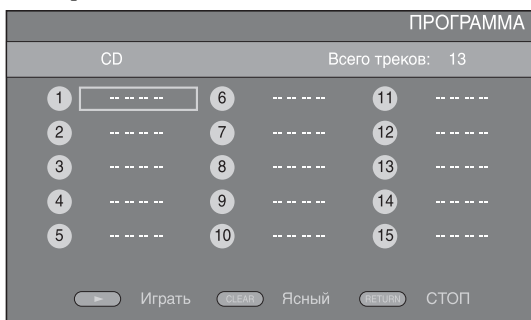 ПРОГРАММА
CD Всего треков: 13
1 -- -- -- -- 6 -- -- -- -- 11 -- -- -- --
2 -- -- -- -- 7 -- -- -- -- 12 -- -- -- --
3 -- -- -- -- 8 -- -- -- -- 13 -- -- -- --
4 -- -- -- -- 9 -- -- -- -- 14 -- -- -- --
5 -- -- -- -- 10 -- -- -- -- 15 -- -- -- --
Играть CLEAR Ясный RETURN СТОП